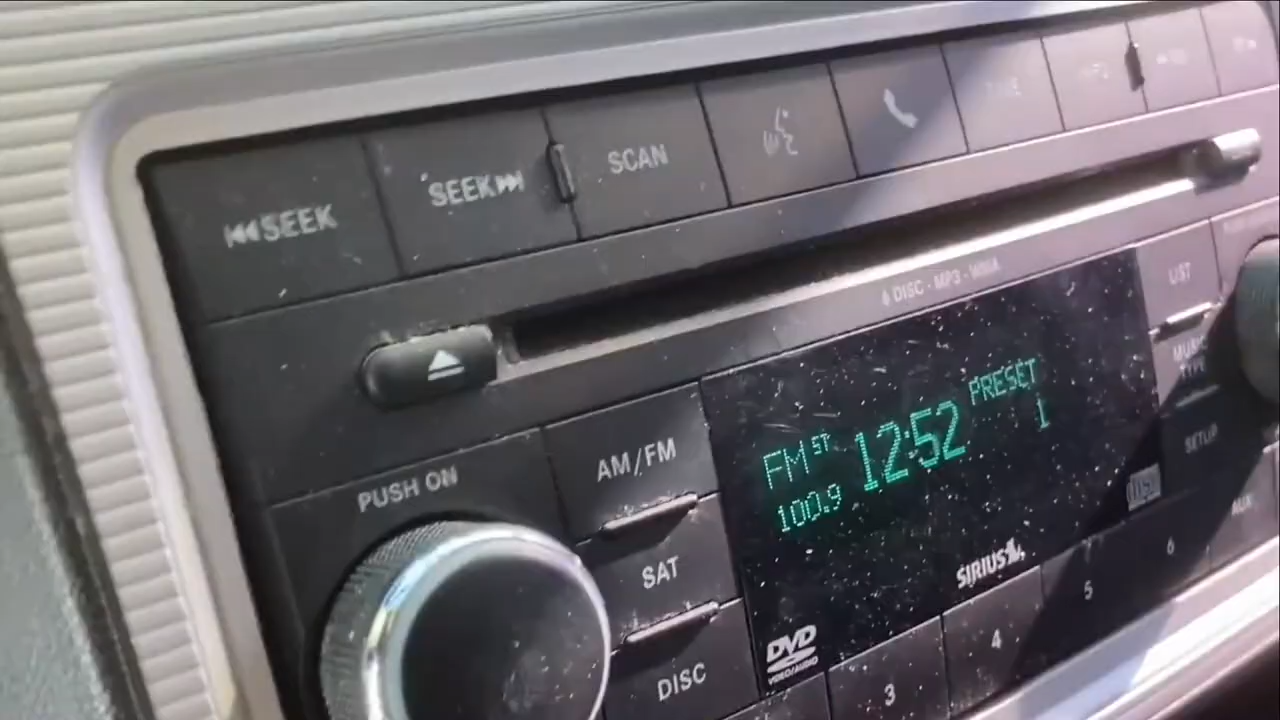 SEEK
SEEK
SCAN
6 DISC - MP3 - WMA
LIST
MUSIC
TYPE
SETUP
AUX
PUSH ON
AM/FM
SAT
DISC
FM ST 12:52 PRESET
100.9 1
SIRIUS
DVD
VIDEO/AUDIO
3
4
5
6